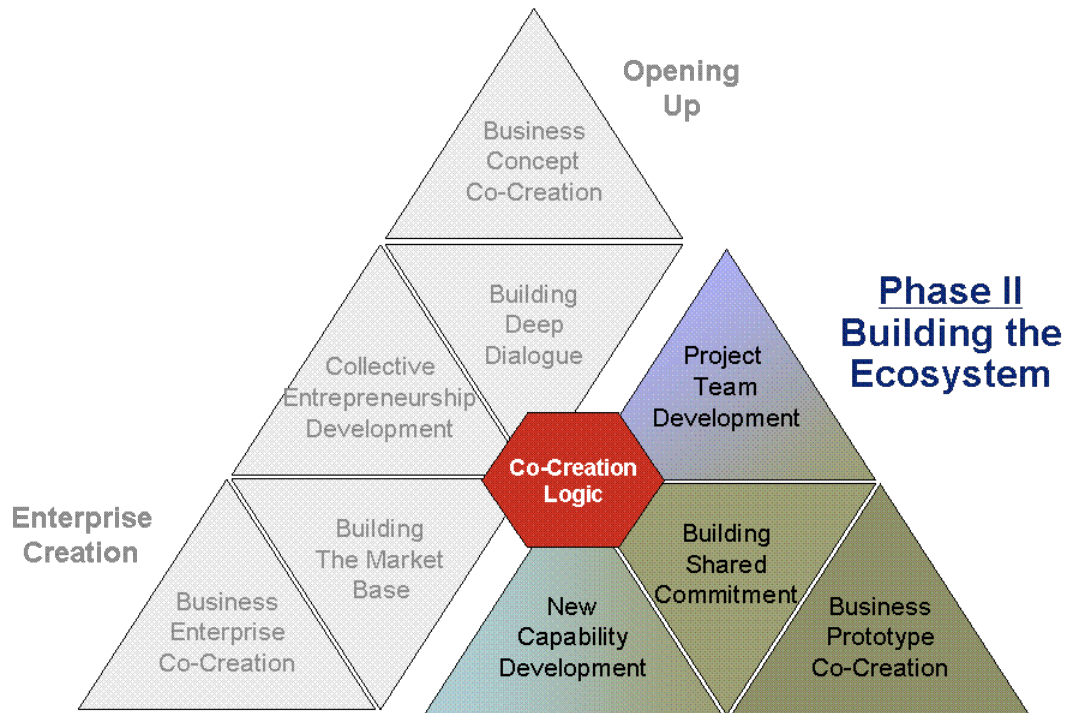 Opening
Up
Business
Concept
Co-Creation
Building
Deep
Dialogue
Collective
Entrepreneurship
Development
Phase II
Building the
Ecosystem
Project
Team
Development
Co-Creation
Logic
Enterprise
Creation
Building
The Market
Base
Business
Enterprise
Co-Creation
New
Capability
Development
Building
Shared
Commitment
Business
Prototype
Co-Creation